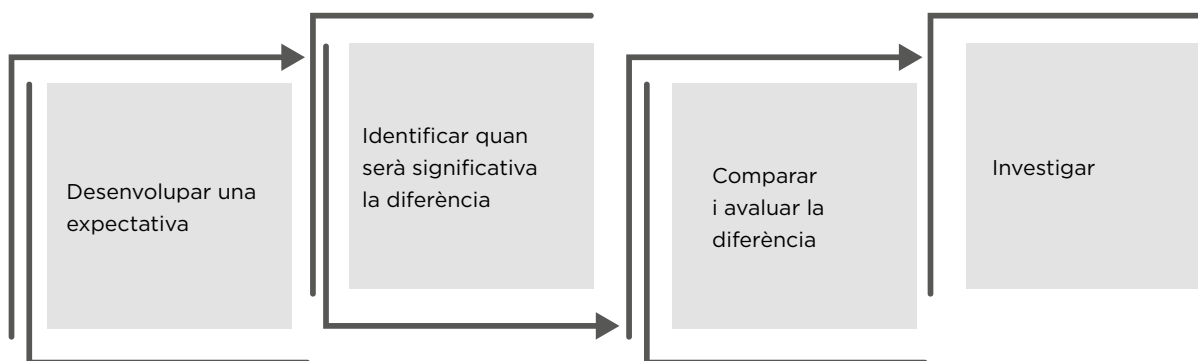 Desenvolupar una
expectativa
Identificar quan
serà significativa
la diferència
Comparar
i avaluar la
diferència
Investigar